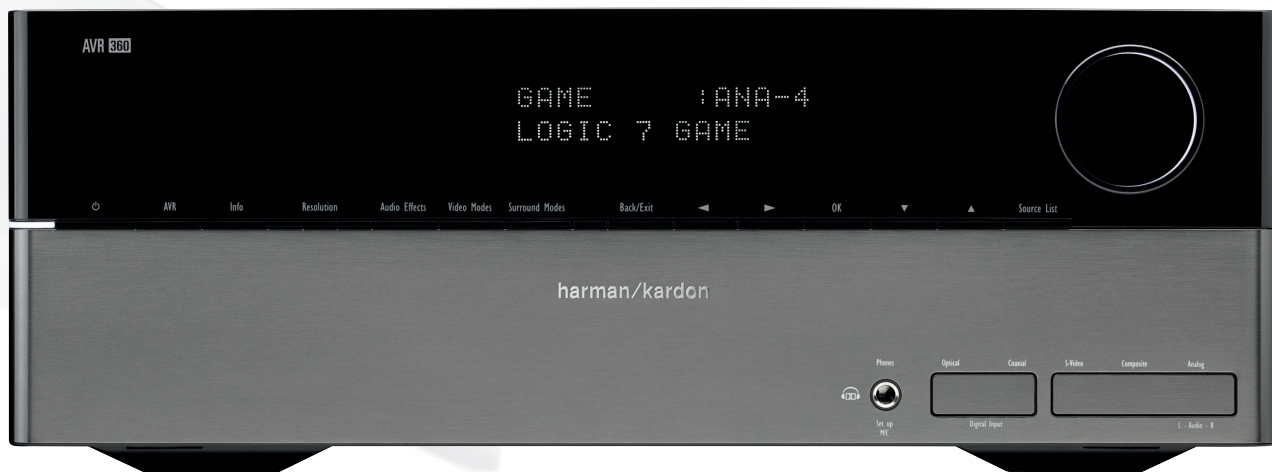 AVR 360
GAME :ANA-4
LOGIC 7 GAME
AVR Info Resolution Audio Effects Video Modes Surround Modes Back/Exit OK Source List
harman/kardon
Phones Optical Coaxial S-Video Composite Analog
Set up Digital Input L - Audio - R
MIC